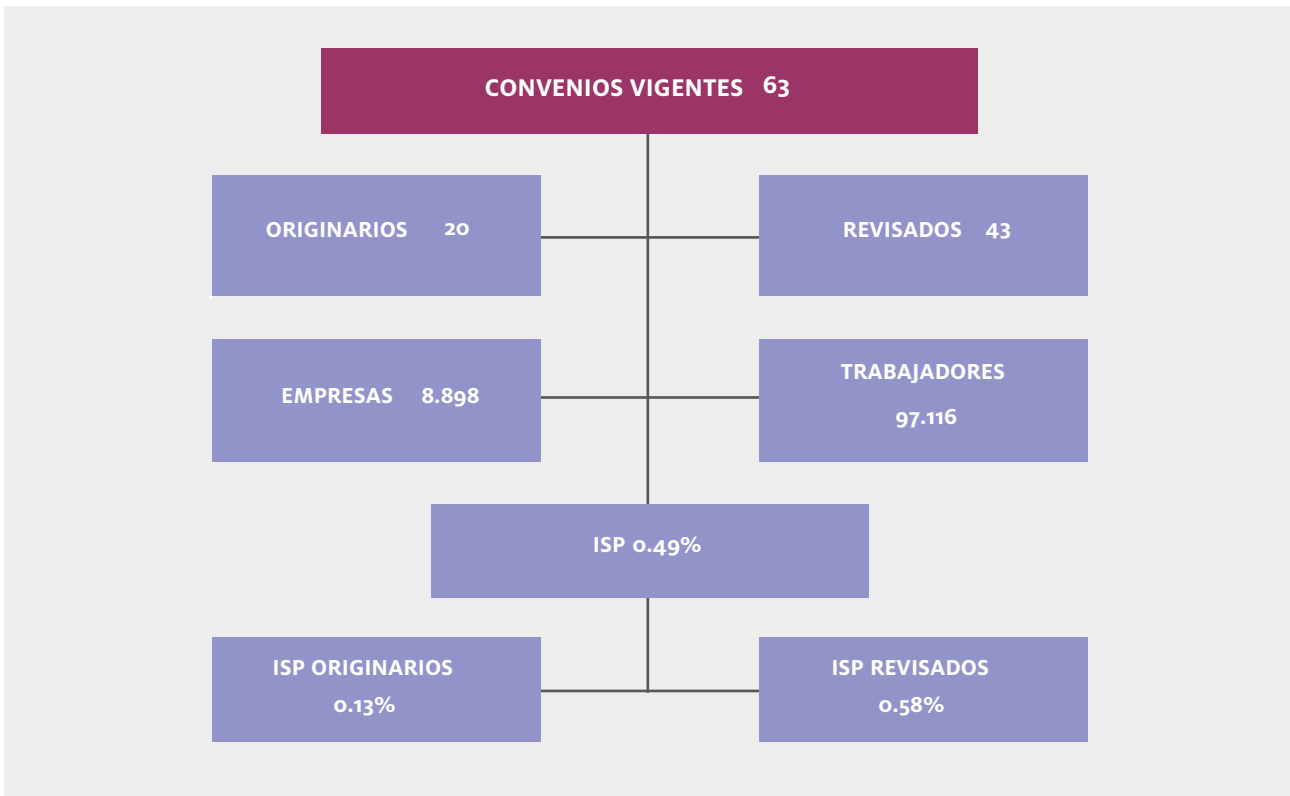 CONVENIOS VIGENTES 63
ORIGINARIOS 20
REVISADOS 43
EMPRESAS 8.898
TRABAJADORES
97.116
ISP 0.49%
ISP ORIGINARIOS
0.13%
ISP REVISADOS
0.58%